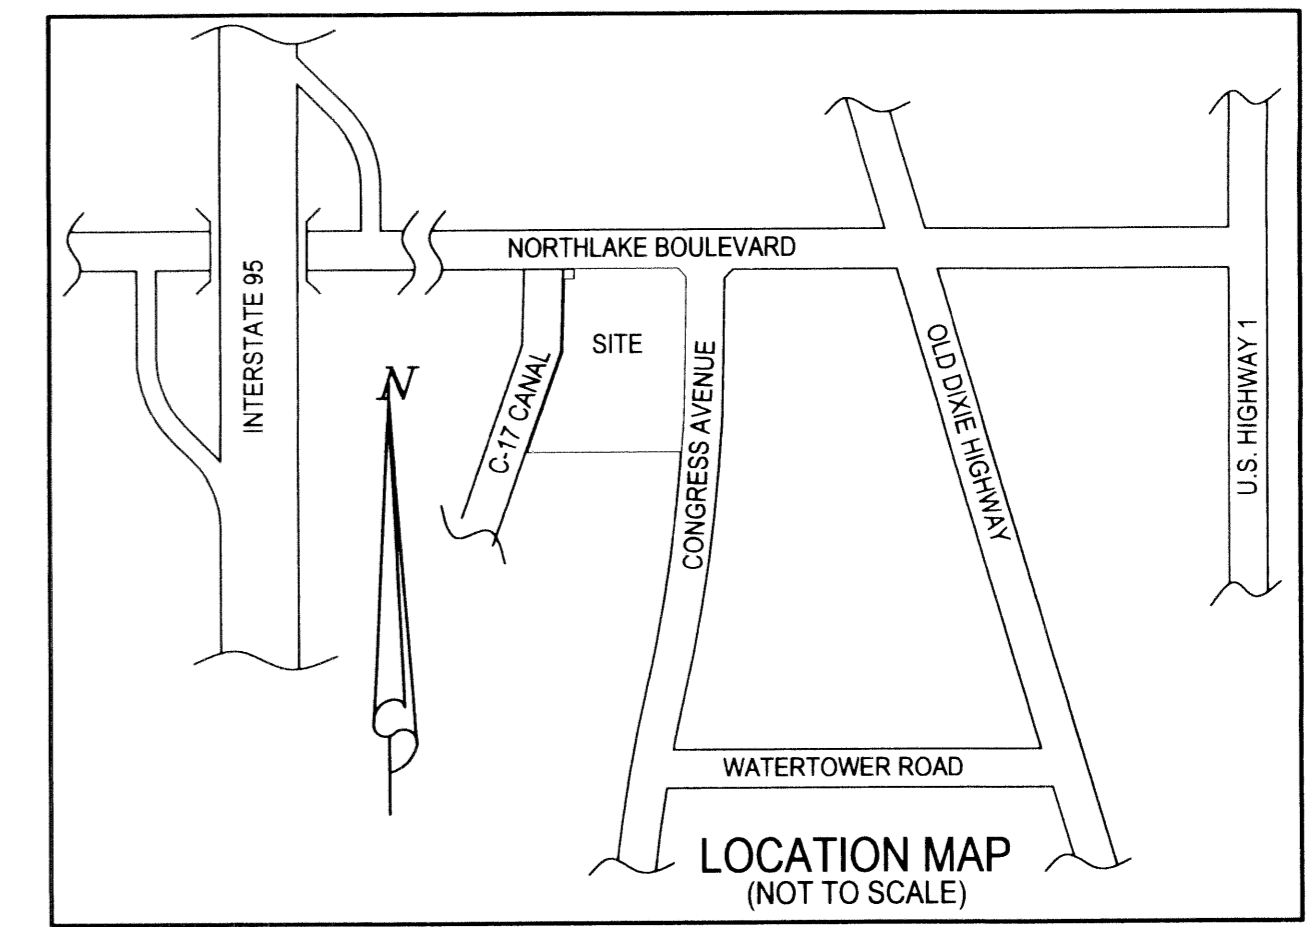 NORTHLAKE BOULEVARD
INTERSTATE 95
SITE
N
C-17 CANAL
CONGRESS AVENUE
OLD DIXIE HIGHWAY
U.S. HIGHWAY 1
WATERTOWER ROAD
LOCATION MAP
(NOT TO SCALE)